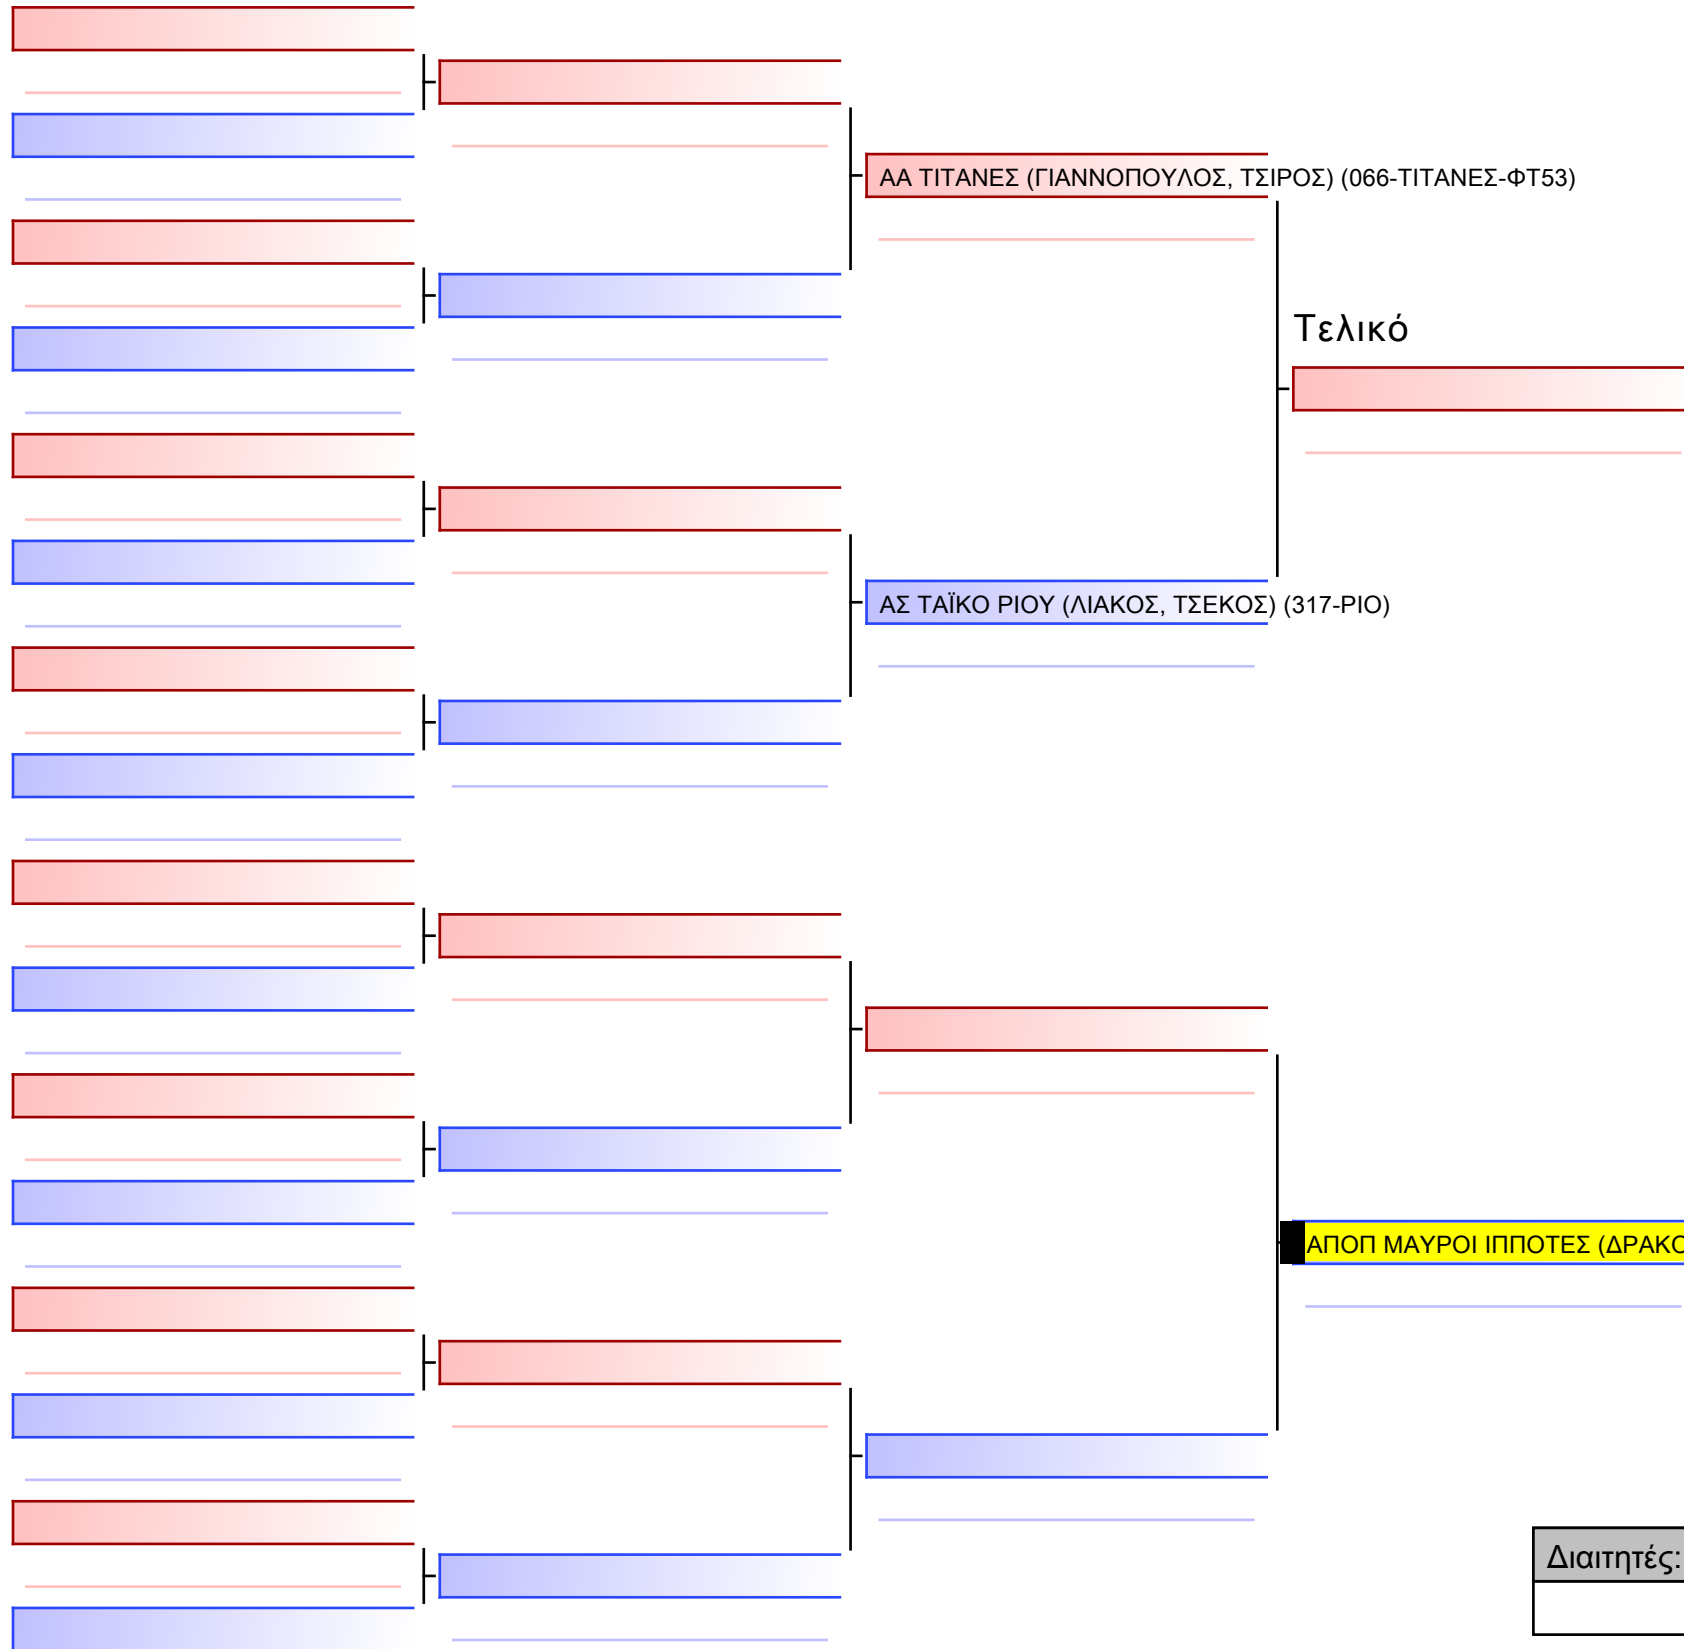 ΑΑ ΤΙΤΑΝΕΣ (ΓΙΑΝΝΟΠΟΥΛΟΣ, ΤΣΙΡΟΣ) (066-ΤΙΤΑΝΕΣ-ΦΤ53)
Τελικό
ΑΣ ΤΑΪΚΟ ΡΙΟΥ (ΛΙΑΚΟΣ, ΤΣΕΚΟΣ) (317-ΡΙΟ)
ΑΠΟΠ ΜΑΥΡΟΙ ΙΠΠΟΤΕΣ
Διαιτητές: